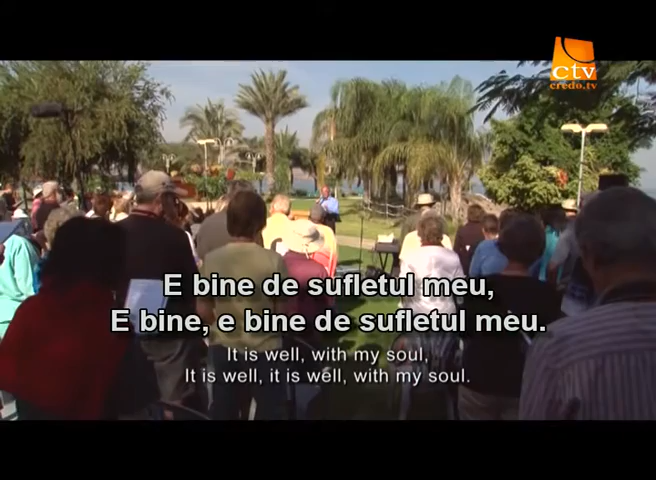 ctv
credo.tv
E bine de sufletul meu,
E bine, e bine de sufletul meu.
It is well, with my soul,
It is well, it is well, with my soul.